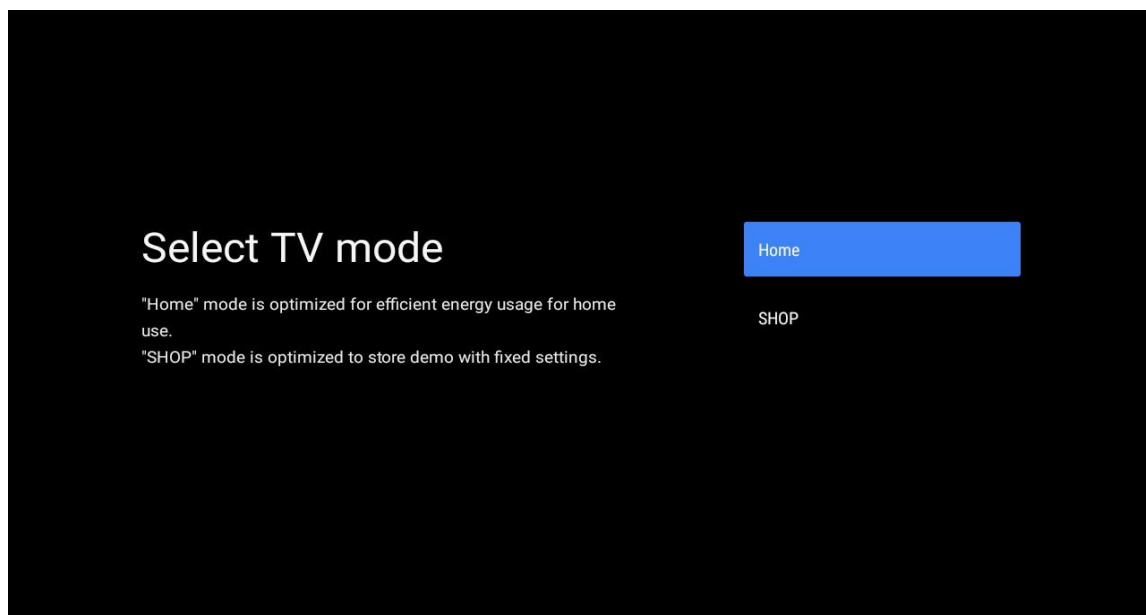 Select TV mode
"Home" mode is optimized for efficient energy usage for home
use.
"SHOP" mode is optimized to store demo with fixed settings.
Home
SHOP